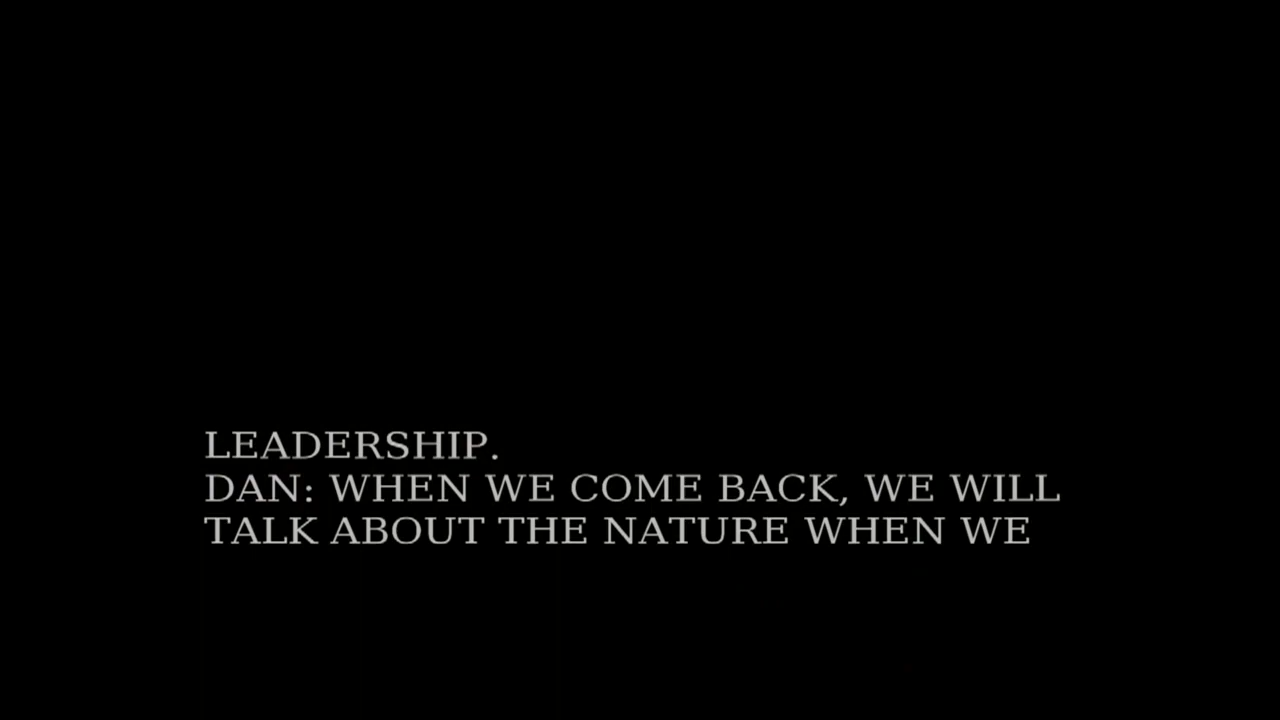 LEADERSHIP.
DAN: WHEN WE COME BACK, WE WILL
TALK ABOUT THE NATURE WHEN WE